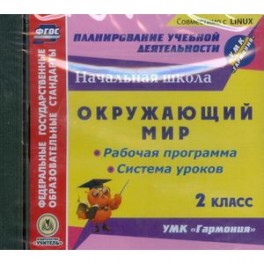 Совместимо с LINUX
ФГОС
ПЛАНИРОВАНИЕ УЧЕБНОЙ
ДЕЯТЕЛЬНОСТИ
Начальная школа
ФЕДЕРАЛЬНЫЕ ГОСУДАРСТВЕННЫЕ
ОБРАЗОВАТЕЛЬНЫЕ СТАНДАРТЫ
ОКРУЖАЮЩИЙ
МИР
• Рабочая программа
• Система уроков
2 КЛАСС
УМК «Гармония»
УЧИТЕЛЬ